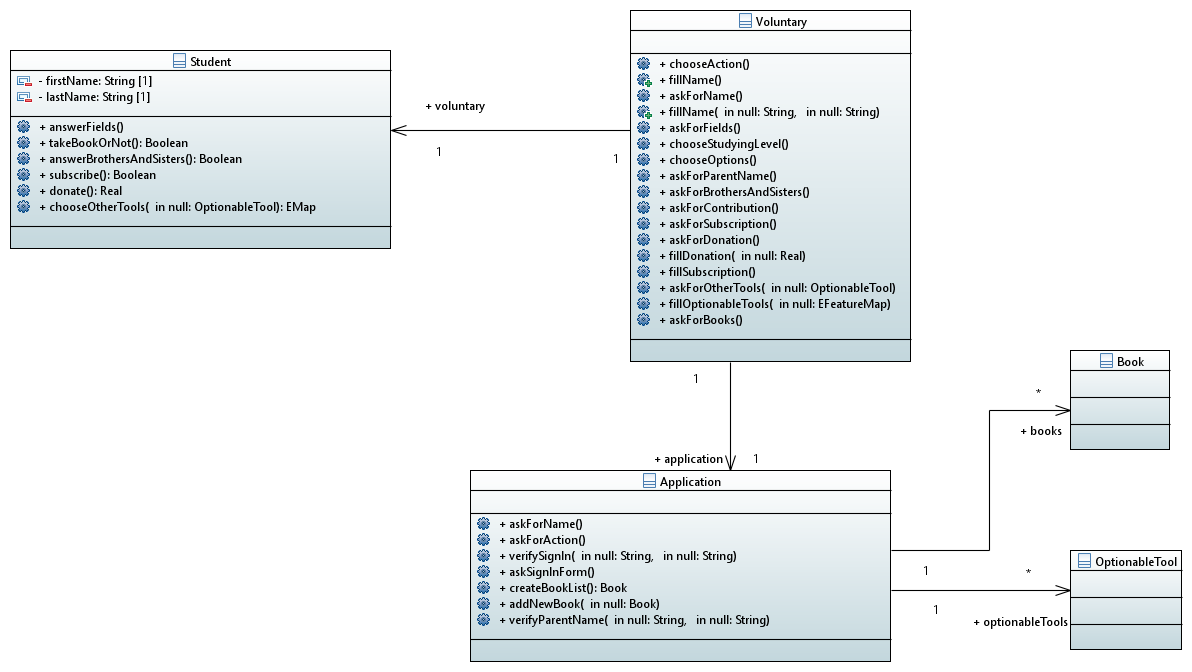 Student
- firstName: String [1]
- lastName: String [1]
+ answerFields()
+ takeBookOrNot(): Boolean
+ answerBrothersAndSisters(): Boolean
+ subscribe(): Boolean
+ donate(): Real
+ chooseOtherTools(  in null: OptionableTool): EMap
+ voluntary
1
1
Voluntary
+ chooseAction()
+ fillName()
+ askForName()
+ fillName(  in null: String,   in null: String)
+ askForFields()
+ chooseStudyingLevel()
+ chooseOptions()
+ askForParentName()
+ askForBrothersAndSisters()
+ askForContribution()
+ askForSubscription()
+ askForDonation()
+ fillDonation(  in null: Real)
+ fillSubscription()
+ askForOtherTools(  in null: OptionableTool)
+ fillOptionableTools(  in null: EFeatureMap)
+ askForBooks()
1
+ application
1
Application
+ askForName()
+ askForAction()
+ verifySignIn(  in null: String,   in null: String)
+ askSignInForm()
+ createBookList(): Book
+ addNewBook(  in null: Book)
+ verifyParentName(  in null: String,   in null: String)
Book
*
+ books
1
OptionableTool
*
1
+ optionableTools